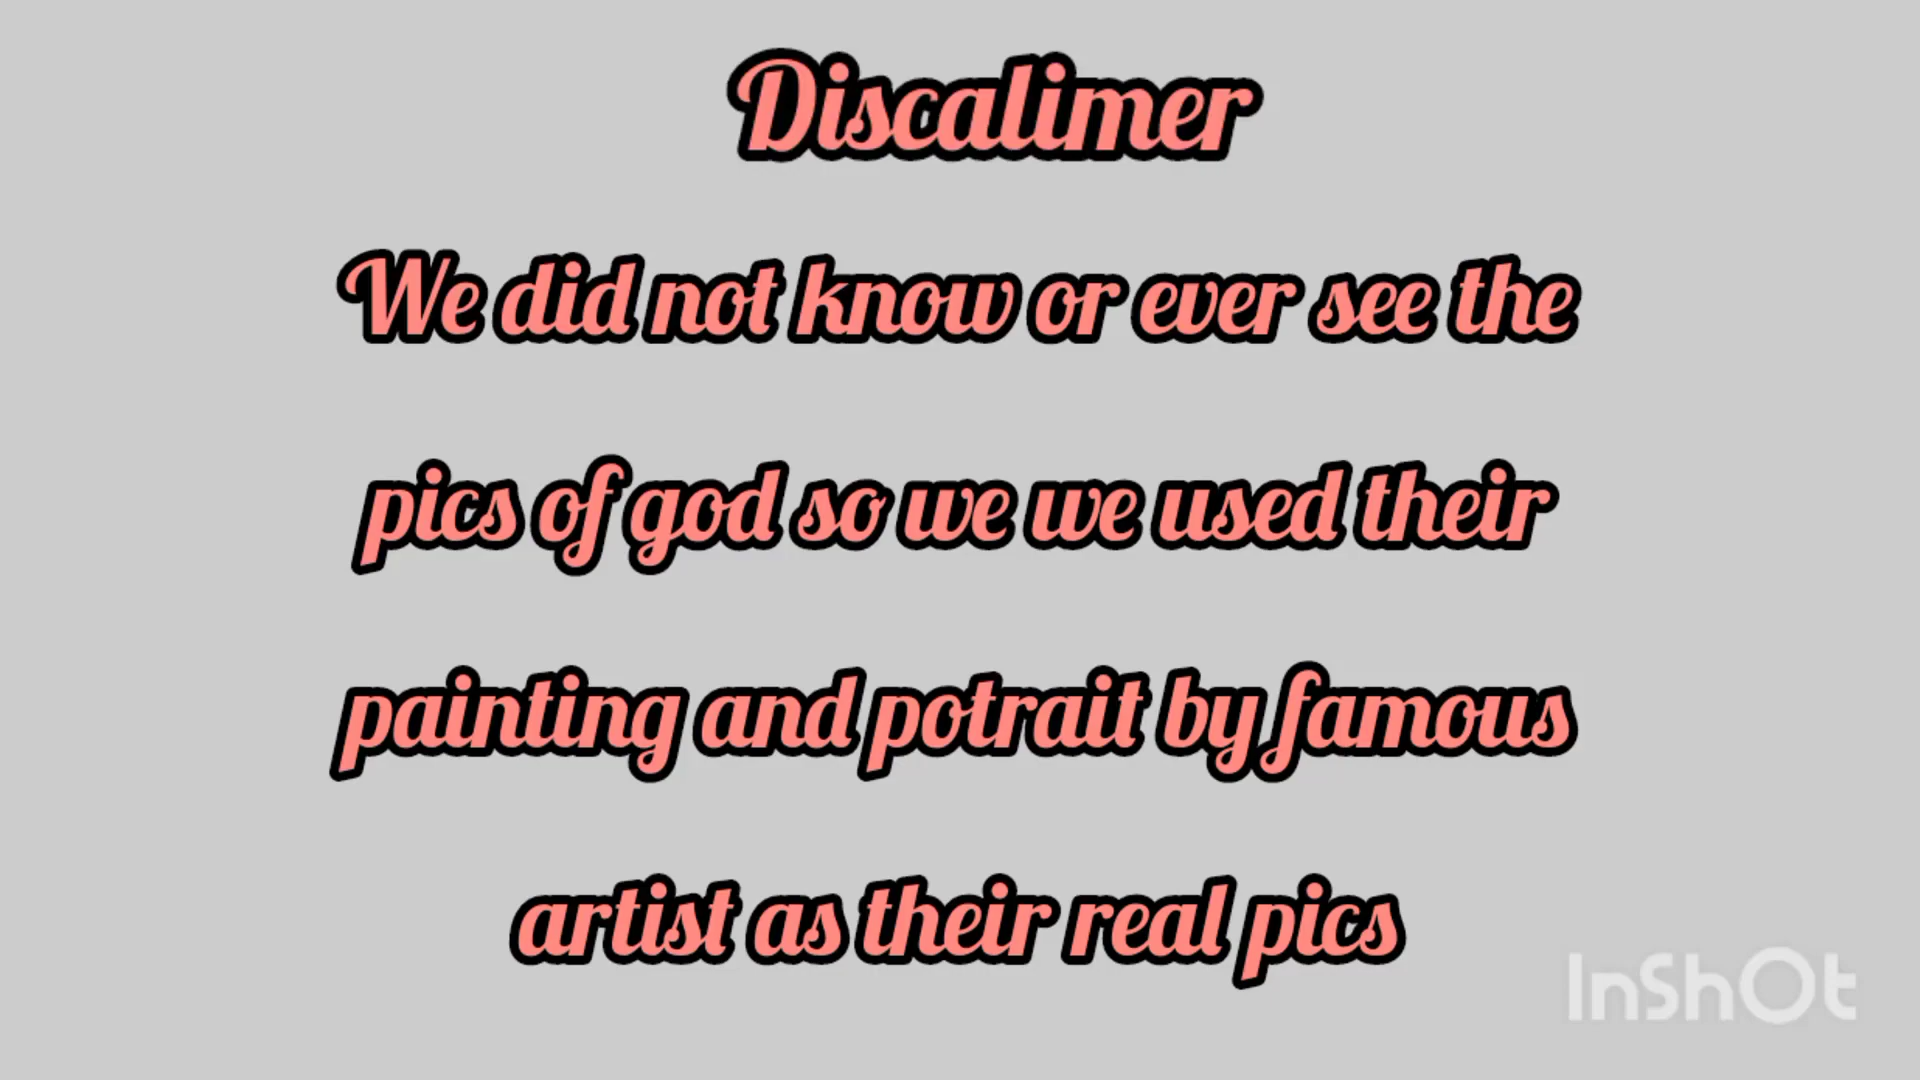 Discalimer
We did not know or ever see the
pics of god so we we used their
painting and potrait by famous
artist as their real pics
InShOt